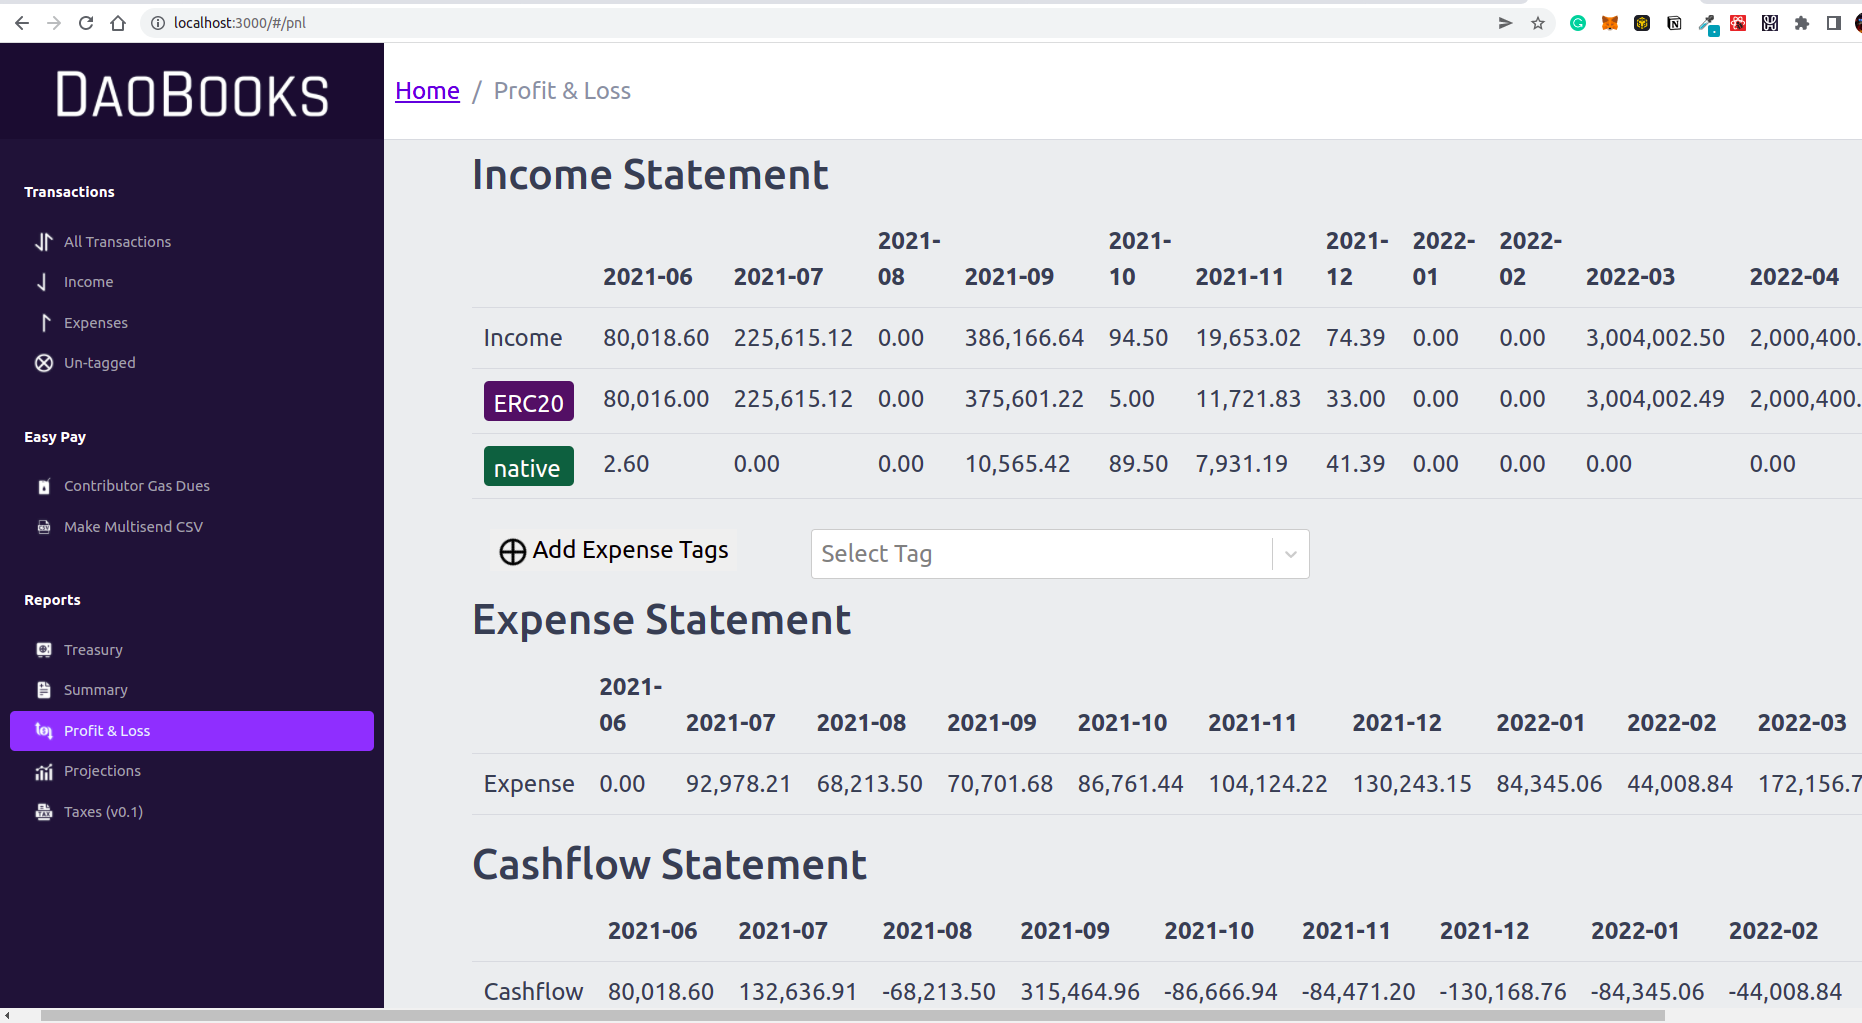 localhost:3000/#/pnl
DAOBOOKS
Home / Profit & Loss
Transactions
All Transactions
Income
Expenses
Un-tagged
Easy Pay
Contributor Gas Dues
Make Multisend CSV
Reports
Treasury
Summary
Profit & Loss
Projections
Taxes (v0.1)
Income Statement
2021-06 2021-07 2021-08 2021-09 2021-10 2021-11 2021-12 2022-01 2022-02 2022-03 2022-04
Income 80,018.60 225,615.12 0.00 386,166.64 94.50 19,653.02 74.39 0.00 0.00 3,004,002.50 2,000,400.
ERC20 80,016.00 225,615.12 0.00 375,601.22 5.00 11,721.83 33.00 0.00 0.00 3,004,002.49 2,000,400.
native 2.60 0.00 0.00 10,565.42 89.50 7,931.19 41.39 0.00 0.00 0.00 0.00
Add Expense Tags Select Tag
Expense Statement
2021-06 2021-07 2021-08 2021-09 2021-10 2021-11 2021-12 2022-01 2022-02 2022-03
Expense 0.00 92,978.21 68,213.50 70,701.68 86,761.44 104,124.22 130,243.15 84,345.06 44,008.84 172,156.7
Cashflow Statement
2021-06 2021-07 2021-08 2021-09 2021-10 2021-11 2021-12 2022-01 2022-02
Cashflow 80,018.60 132,636.91 -68,213.50 315,464.96 -86,666.94 -84,471.20 -130,168.76 -84,345.06 -44,008.84